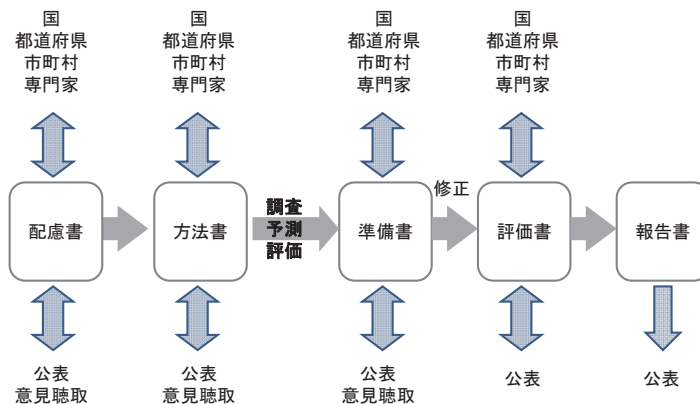 国
都道府県
市町村
専門家
国
都道府県
市町村
専門家
国
都道府県
市町村
専門家
国
都道府県
市町村
専門家
配慮書
方法書
調査
予測
評価
準備書
修正
評価書
報告書
公表
意見聴取
公表
意見聴取
公表
意見聴取
公表
公表